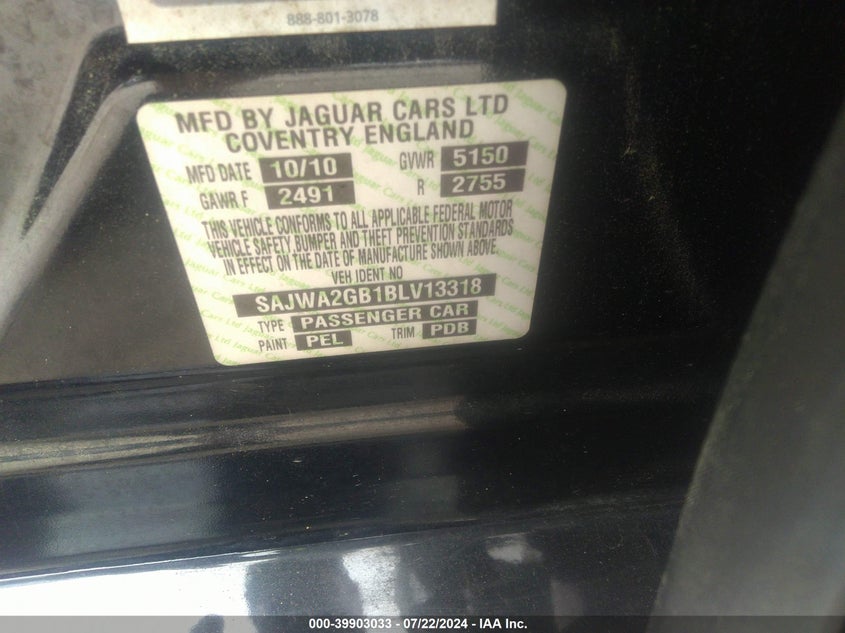 888-801-3078
MFD BY JAGUAR CARS LTD
COVENTRY ENGLAND
MFD DATE 10/10 GVWR 5150
GAWR F 2491 R 2755
THIS VEHICLE CONFORMS TO ALL APPLICABLE FEDERAL MOTOR
VEHICLE SAFETY, BUMPER AND THEFT PREVENTION STANDARDS
IN EFFECT ON THE DATE OF MANUFACTURE SHOWN ABOVE.
VEH IDENT NO
SAJWA2GB1BLV13318
TYPE PASSENGER CAR
PAINT PEL TRIM PDB
000-39903033 - 07/22/2024 - IAA Inc.